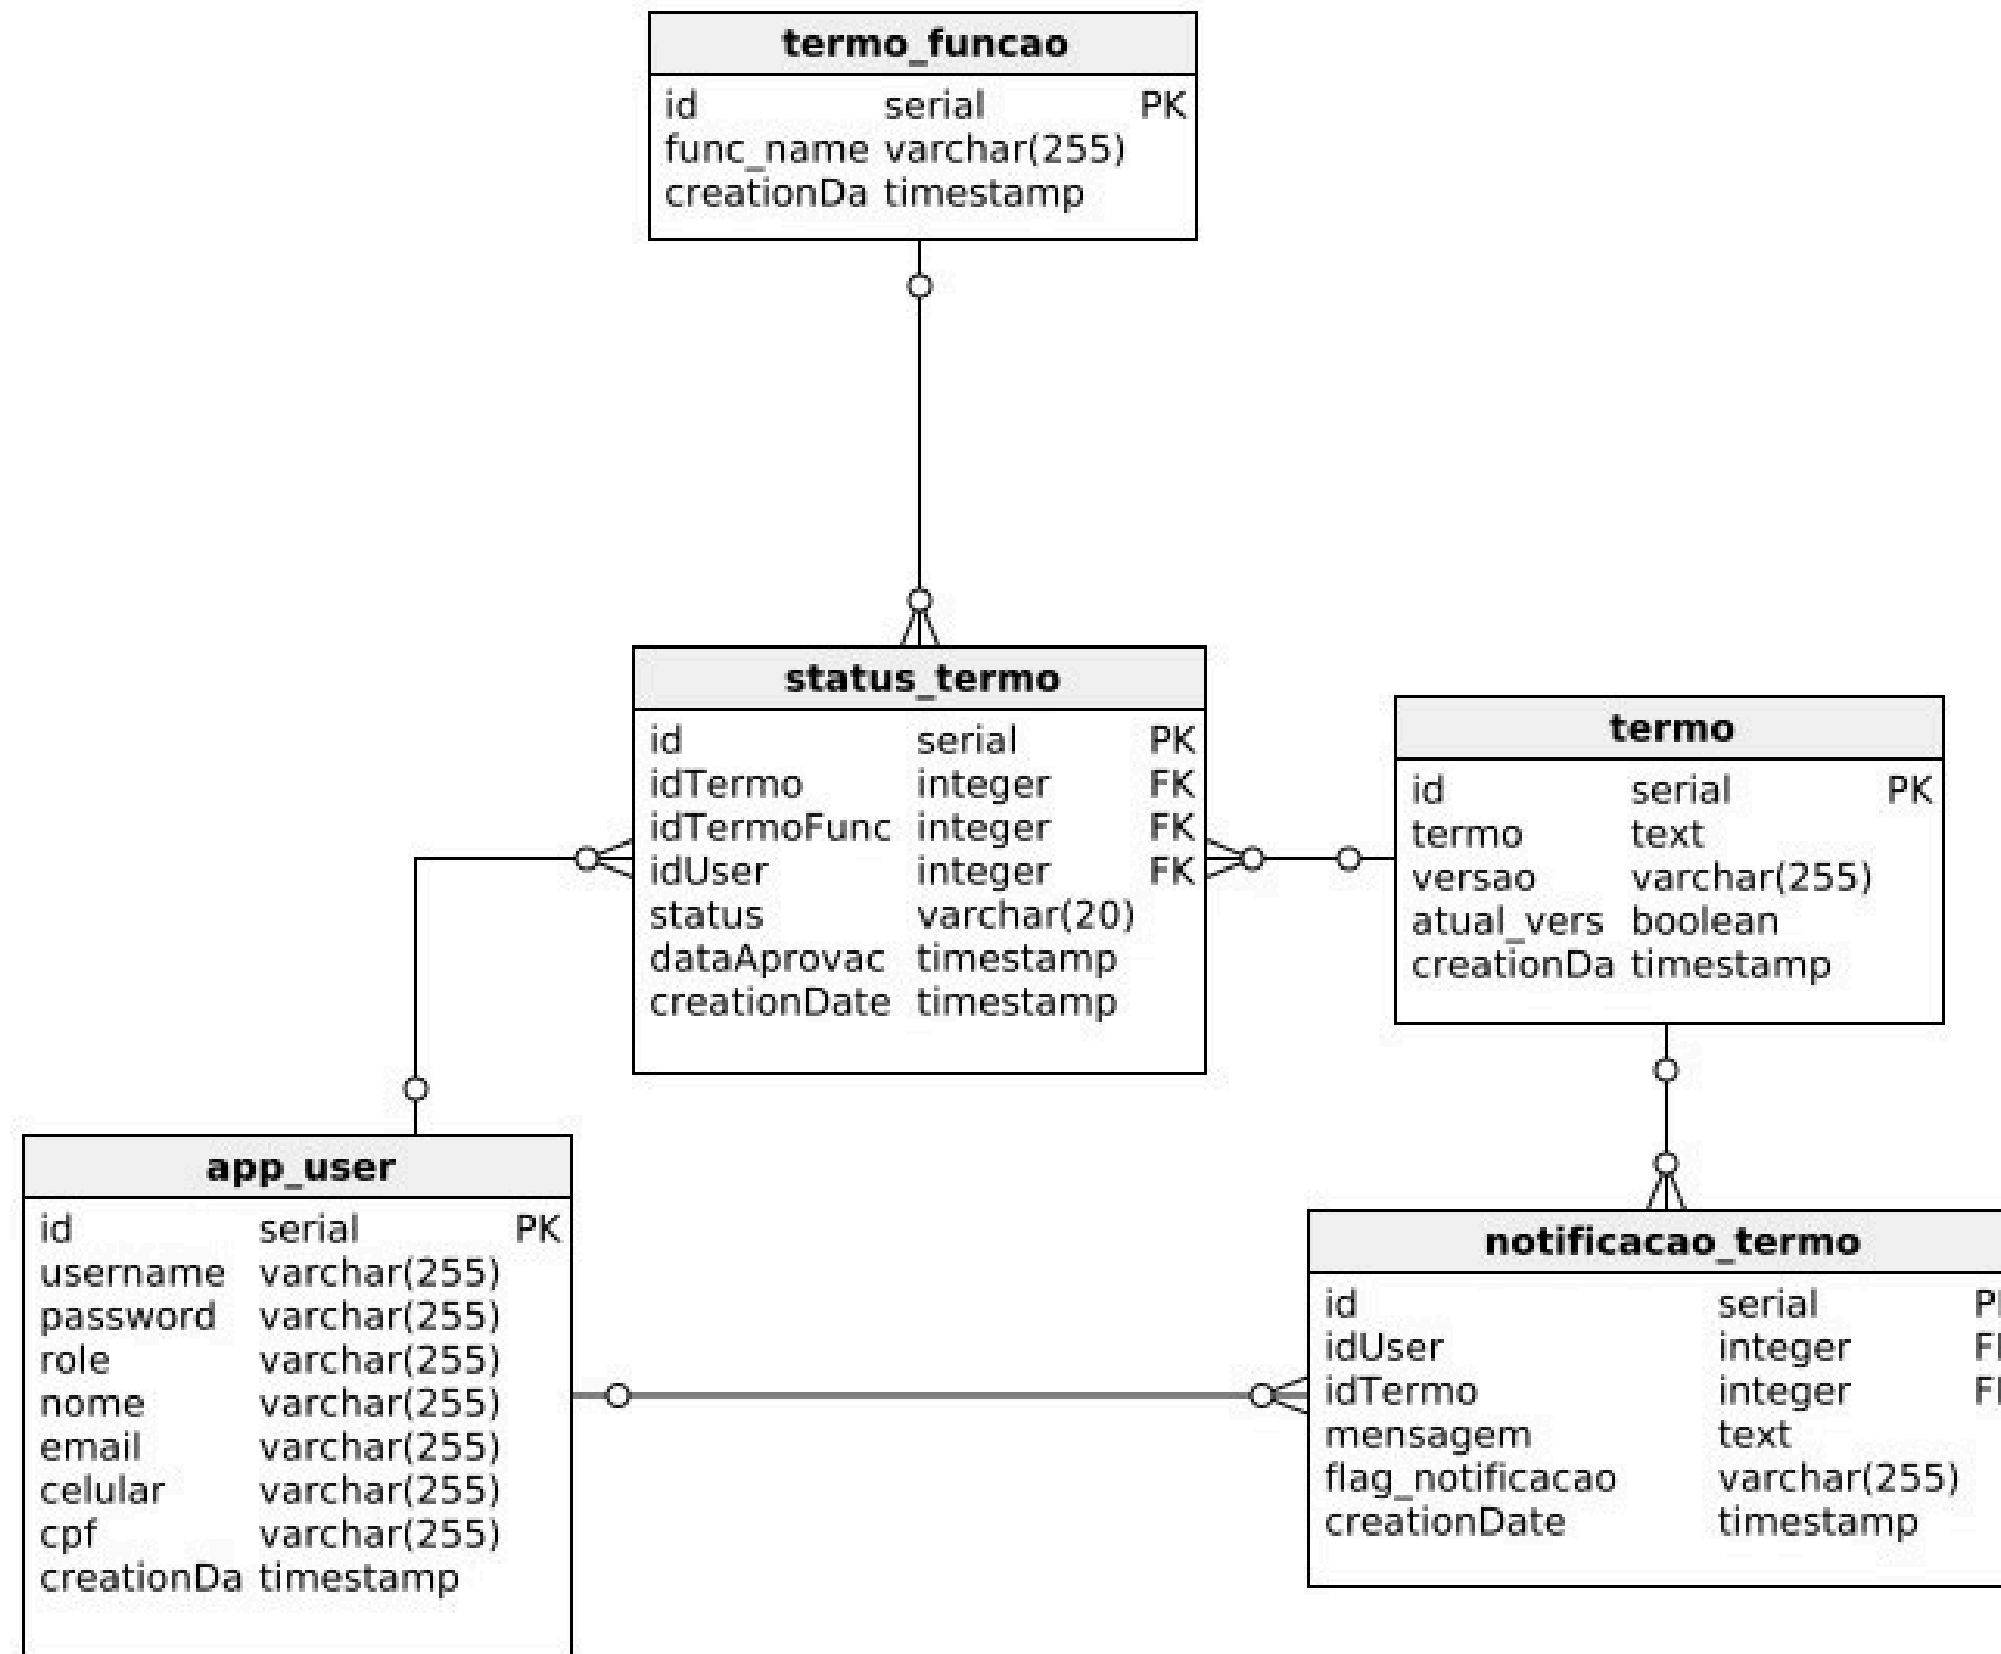 termo_funcao
id serial PK
func_name varchar(255)
creationDa timestamp
status_termo
id serial PK
idTermo integer FK
idTermoFunc integer FK
idUser integer FK
status varchar(20)
dataAprovac timestamp
creationDate timestamp
termo
id serial PK
termo text
versao varchar(255)
atual_vers boolean
creationDa timestamp
app_user
id serial PK
username varchar(255)
password varchar(255)
role varchar(255)
nome varchar(255)
email varchar(255)
celular varchar(255)
cpf varchar(255)
creationDa timestamp
notificacao_termo
id serial
idUser integer
idTermo integer
mensagem text
flag_notificacao varchar(255)
creationDate timestamp